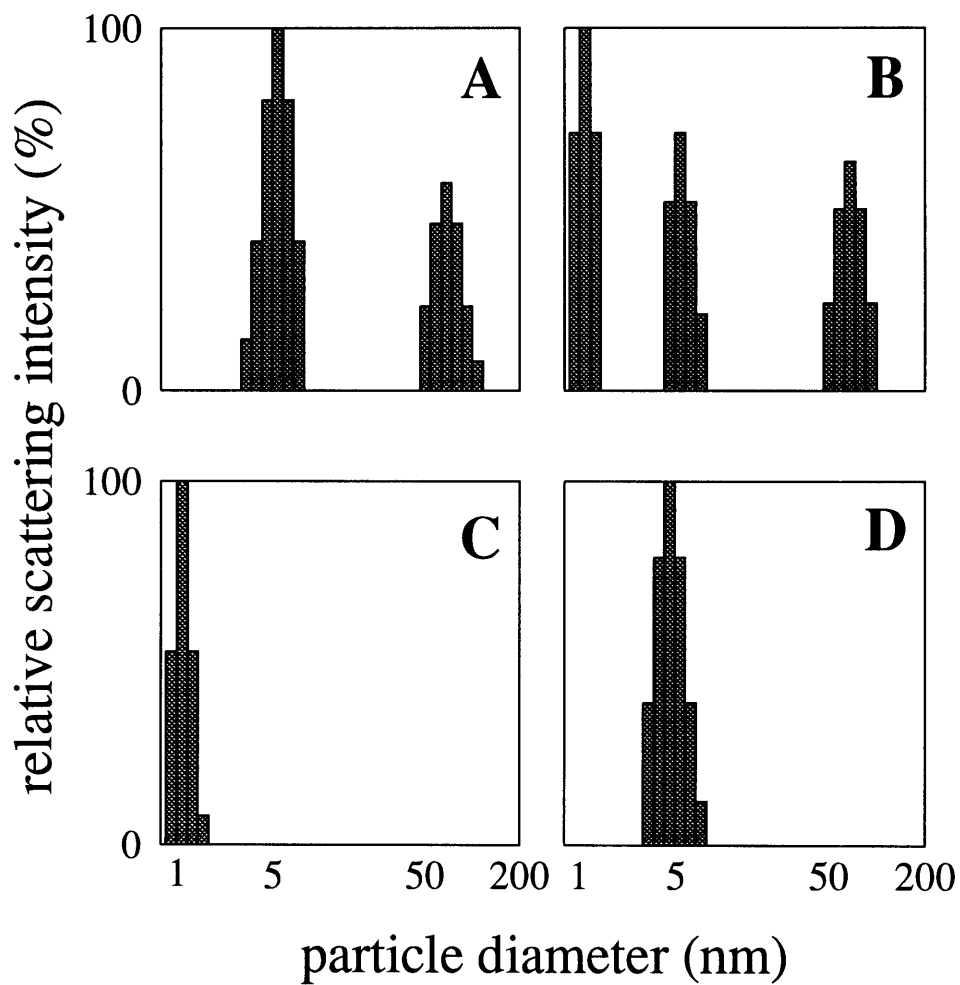 100
A
B
0
100
C
D
0
1 5 50 200 1 5 50 200
relative scattering intensity (%)
particle diameter (nm)